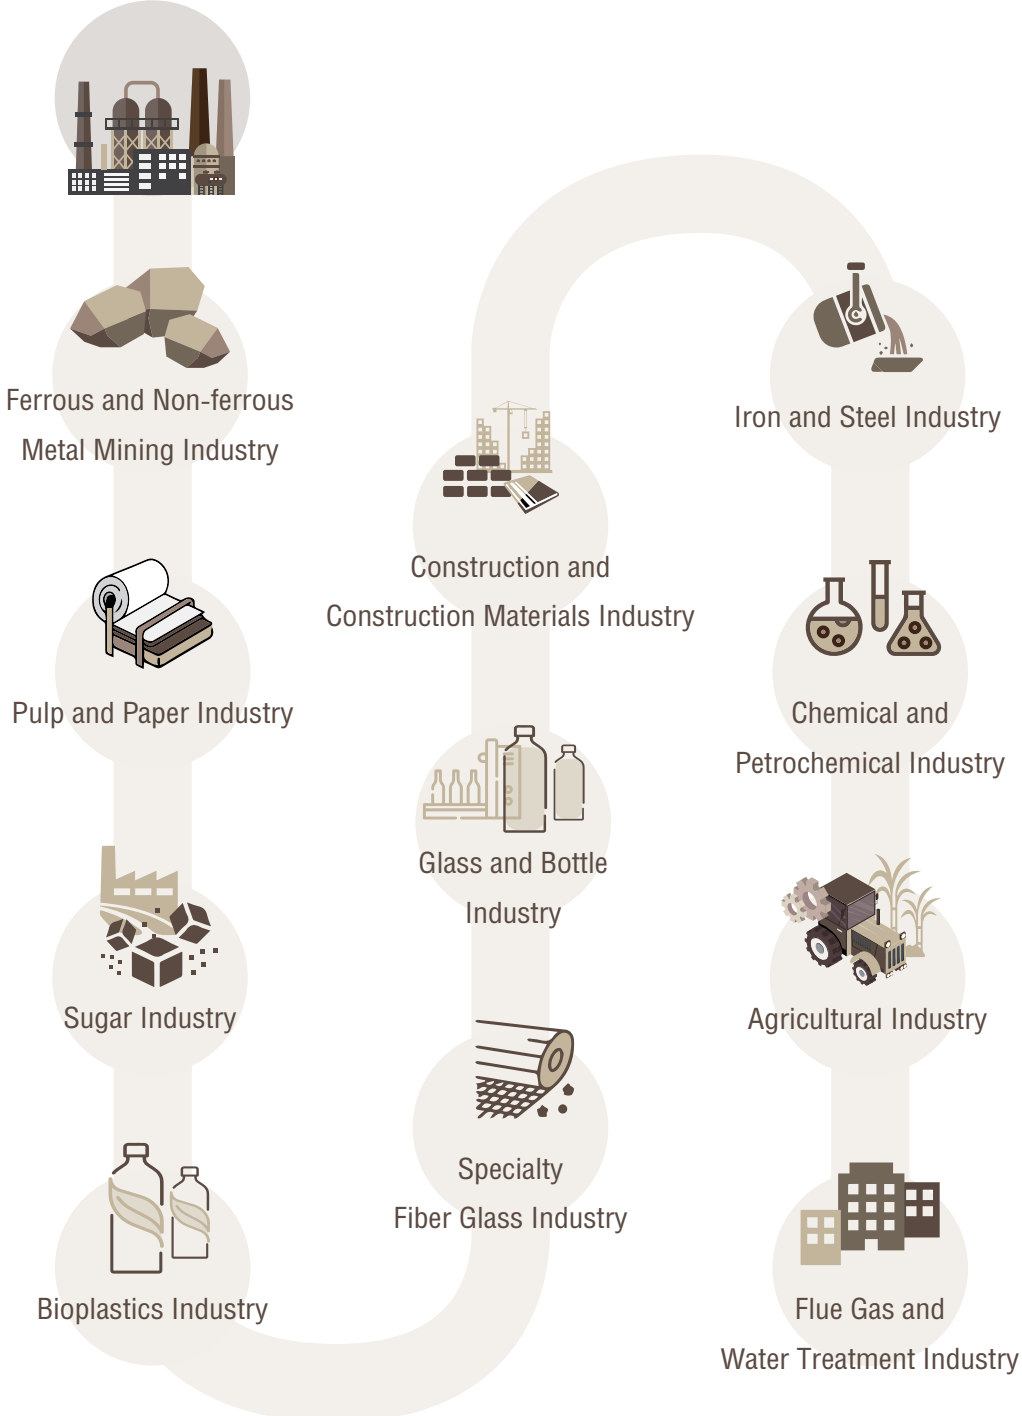 Ferrous and Non-ferrous
Metal Mining Industry
Pulp and Paper Industry
Sugar Industry
Bioplastics Industry
Construction and
Construction Materials Industry
Glass and Bottle
Industry
Specialty
Fiber Glass Industry
Iron and Steel Industry
Chemical and
Petrochemical Industry
Agricultural Industry
Flue Gas and
Water Treatment Industry